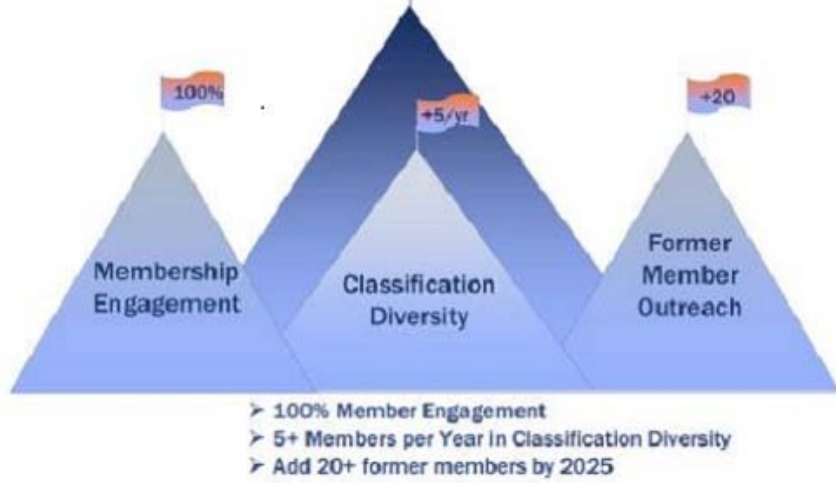 100%
+5/yr
+20
Membership
Engagement
Classification
Diversity
Former
Member
Outreach
➢ 100% Member Engagement
➢ 5+ Members per Year in Classification Diversity
➢ Add 20+ former members by 2025